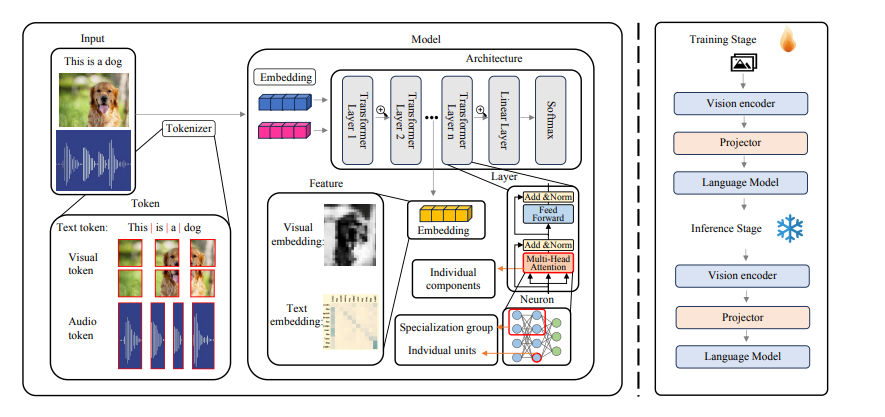 Input
This is a dog
Tokenizer
Token
Text token: This | is | a | dog
Visual
token
Audio
token
Model
Architecture
Embedding
Transformer
Layer 1
Transformer
Layer 2
Transformer
Layer n
Linear Layer
Softmax
Layer
Feature
Visual
embedding:
Text
embedding:
Embedding
Add &Norm
Feed
Forward
Add &Norm
Multi-Head
Attention
Individual
components
Neuron
Specialization group
Individual units
Training Stage
Vision encoder
Projector
Language Model
Inference Stage
Vision encoder
Projector
Language Model